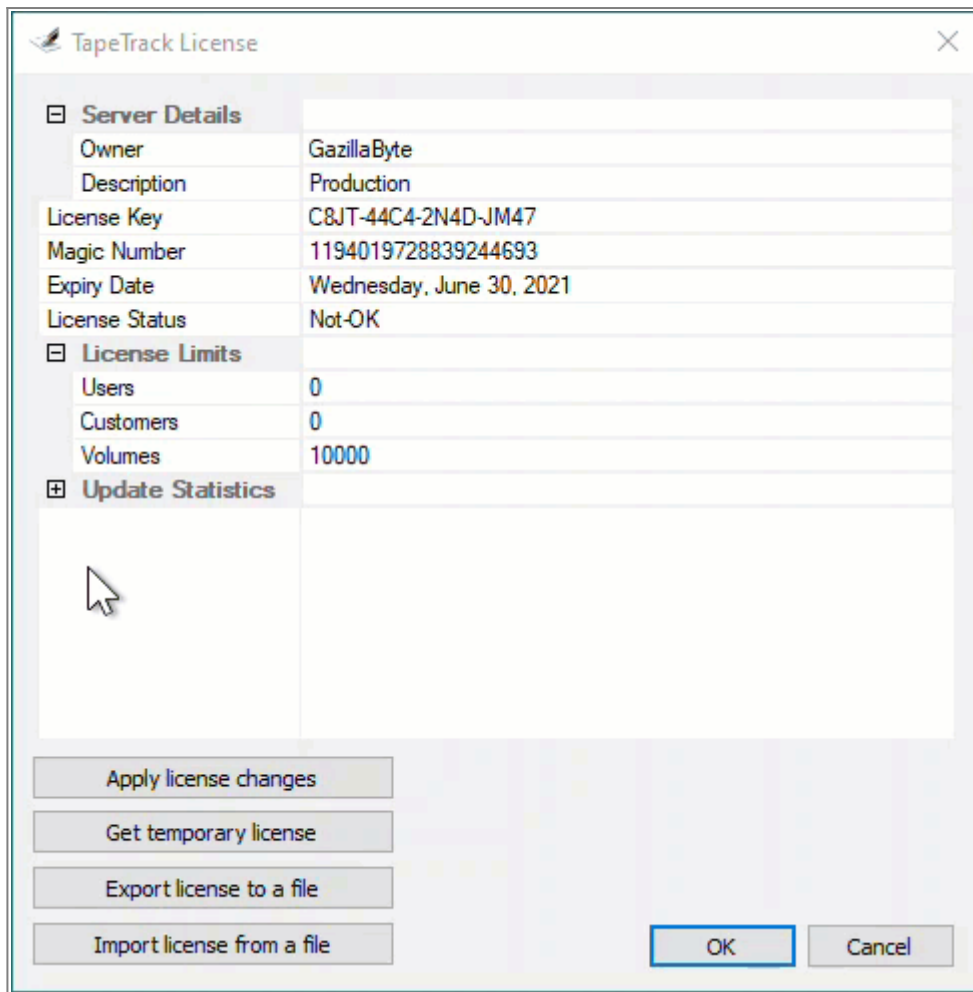 TapeTrack License
Server Details
Owner GazillaByte
Description Production
License Key C8JT-44C4-2N4D-JM47
Magic Number 1194019728839244693
Expiry Date Wednesday, June 30, 2021
License Status Not-OK
License Limits
Users 0
Customers 0
Volumes 10000
Update Statistics
Apply license changes
Get temporary license
Export license to a file
Import license from a file
OK Cancel